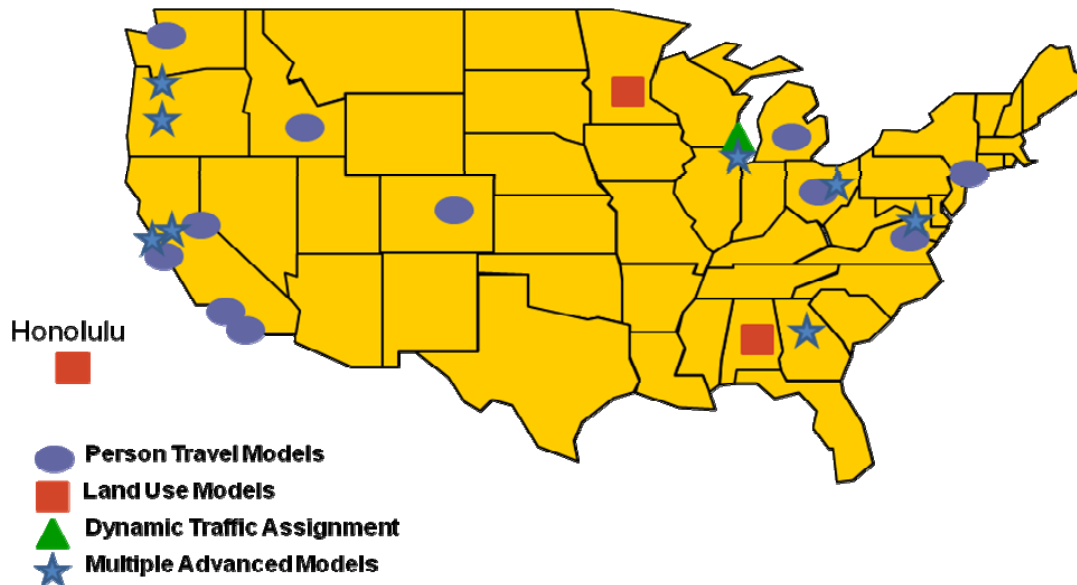 Honolulu
Person Travel Models
Land Use Models
Dynamic Traffic Assignment
Multiple Advanced Models